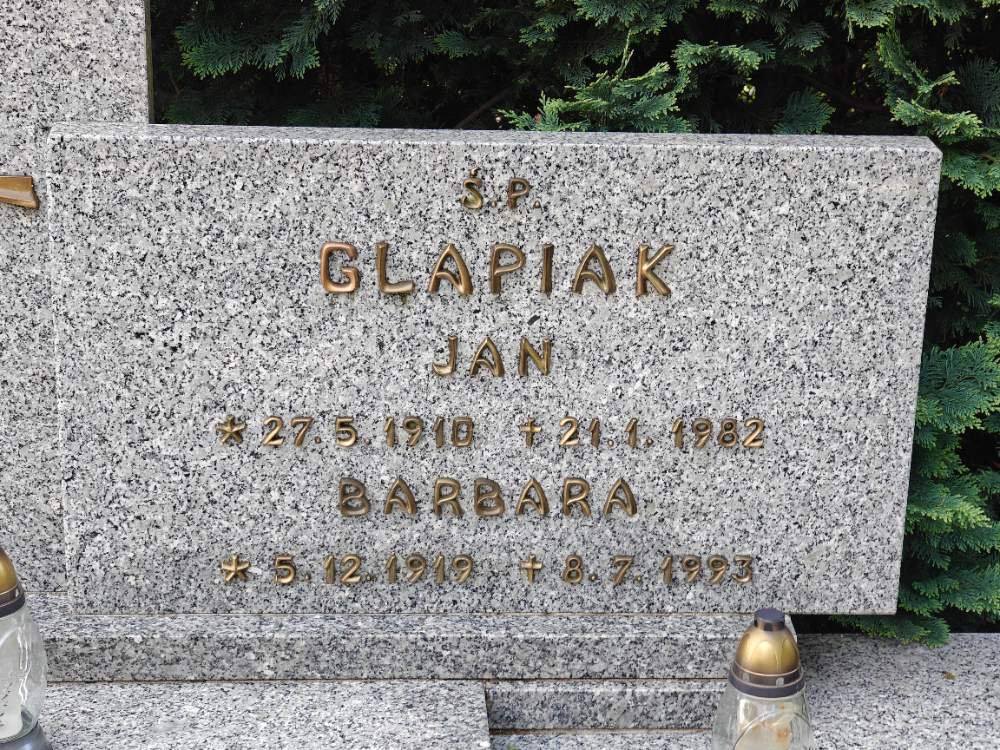 Ś.P.
GLAPIAK
JAN
* 27.5.1910 + 21.1.1982
BARBARA
* 5.12.1919 + 8.7.1993